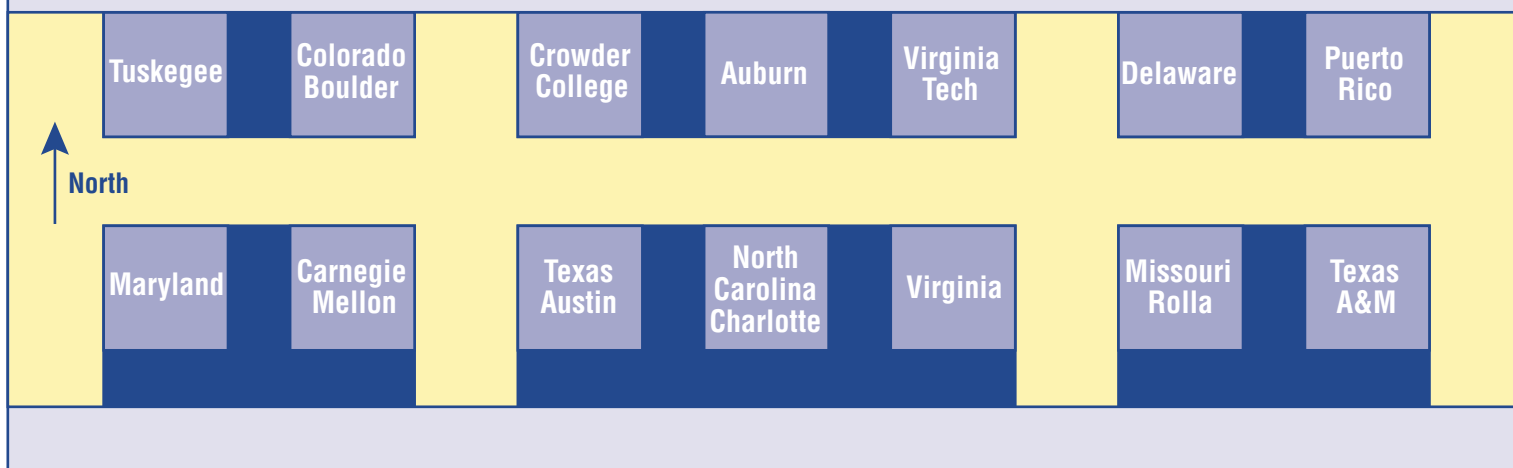 Tuskegee
Colorado
Boulder
Crowder
College
Auburn
Virginia
Tech
Delaware
Puerto
Rico
North
Maryland
Carnegie
Mellon
Texas
Austin
North
Carolina
Charlotte
Virginia
Missouri
Rolla
Texas
A&M